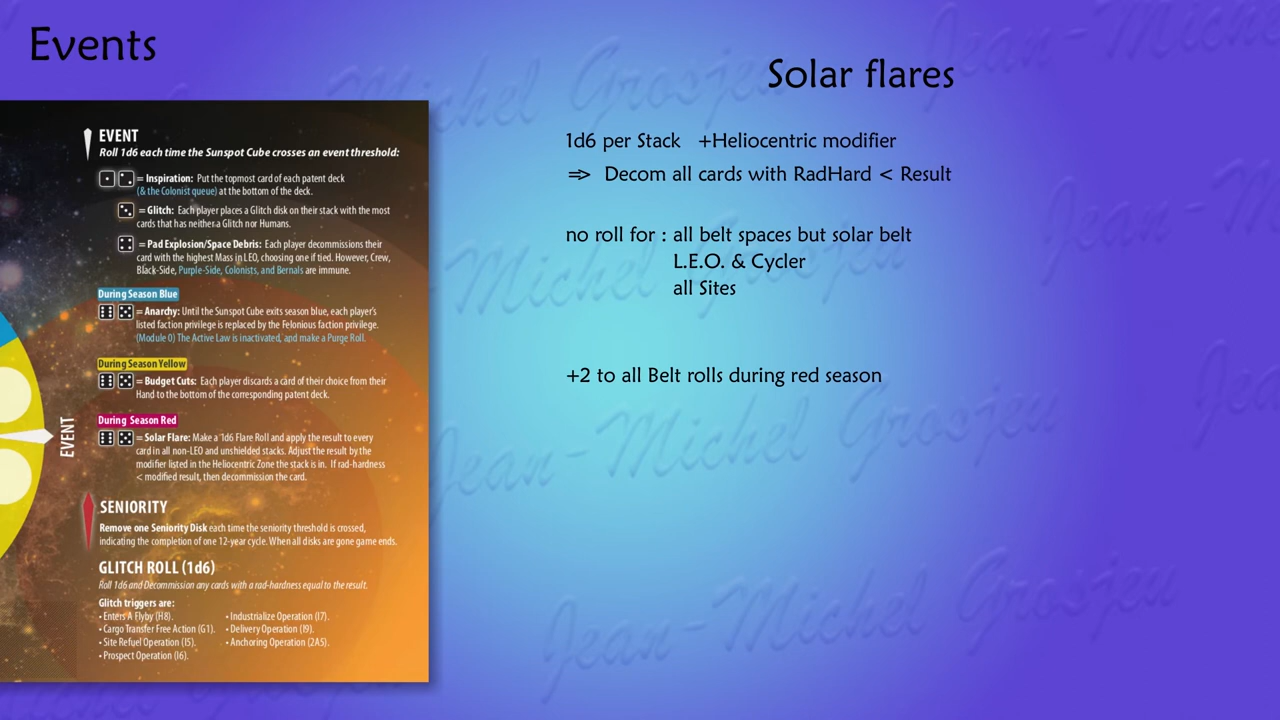 Events
Solar flares
EVENT
Roll 1d6 each time the Sunspot Cube crosses an event threshold:
= Inspiration: Put the topmost card of each patent deck
(& the Colonist queue) at the bottom of the deck.
= Glitch: Each player places a Glitch disk on their stack with the most
cards that has neither a Glitch nor Humans.
= Pad Explosion/Space Debris: Each player decommissions their
card with the highest Mass in LEO, choosing one if tied. However, Crew,
Black-Side, Purple-Side, Colonists, and Bernals are immune.
During Season Blue
= Anarchy: Until the Sunspot Cube exits season blue, each player's
listed faction privilege is replaced by the Felonious faction privilege.
(Module 0) The Active Law is inactivated, and make a Purge Roll.
During Season Yellow
= Budget Cuts: Each player discards a card of their choice from their
Hand to the bottom of the corresponding patent deck.
During Season Red
= Solar Flare: Make a 1d6 Flare Roll and apply the result to every
card in all non-LEO and unshielded stacks. Adjust the result by the
modifier listed in the Heliocentric Zone the stack is in. If rad-hardness
< modified result, then decommission the card.
EVENT
SENIORITY
Remove one Seniority Disk each time the seniority threshold is crossed,
indicating the completion of one 12-year cycle. When all disks are gone game ends.
GLITCH ROLL (1d6)
Roll 1d6 and Decommission any cards with a rad-hardness equal to the result.
Glitch triggers are:
• Enters A Flyby (H8).
• Cargo Transfer Free Action (G1).
• Site Refuel Operation (I5).
• Prospect Operation (I6).
• Industrialize Operation (I7).
• Delivery Operation (I9).
• Anchoring Operation (2A5).
1d6 per Stack +Heliocentric modifier
⇒ Decom all cards with RadHard < Result
no roll for : all belt spaces but solar belt
L.E.O. & Cycler
all Sites
+2 to all Belt rolls during red season
Jean-Michel Grosjeu
Jean-Michel Grosjeu
Jean-Michel Grosjeu
Jean-Michel Grosjeu